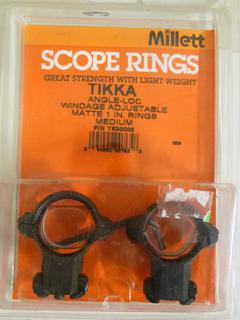 Millett
SCOPE RINGS
GREAT STRENGTH WITH LIGHT WEIGHT
TIKKA
ANGLE-LOC
WINDAGE ADJUSTABLE
MATTE 1 IN. RINGS
MEDIUM